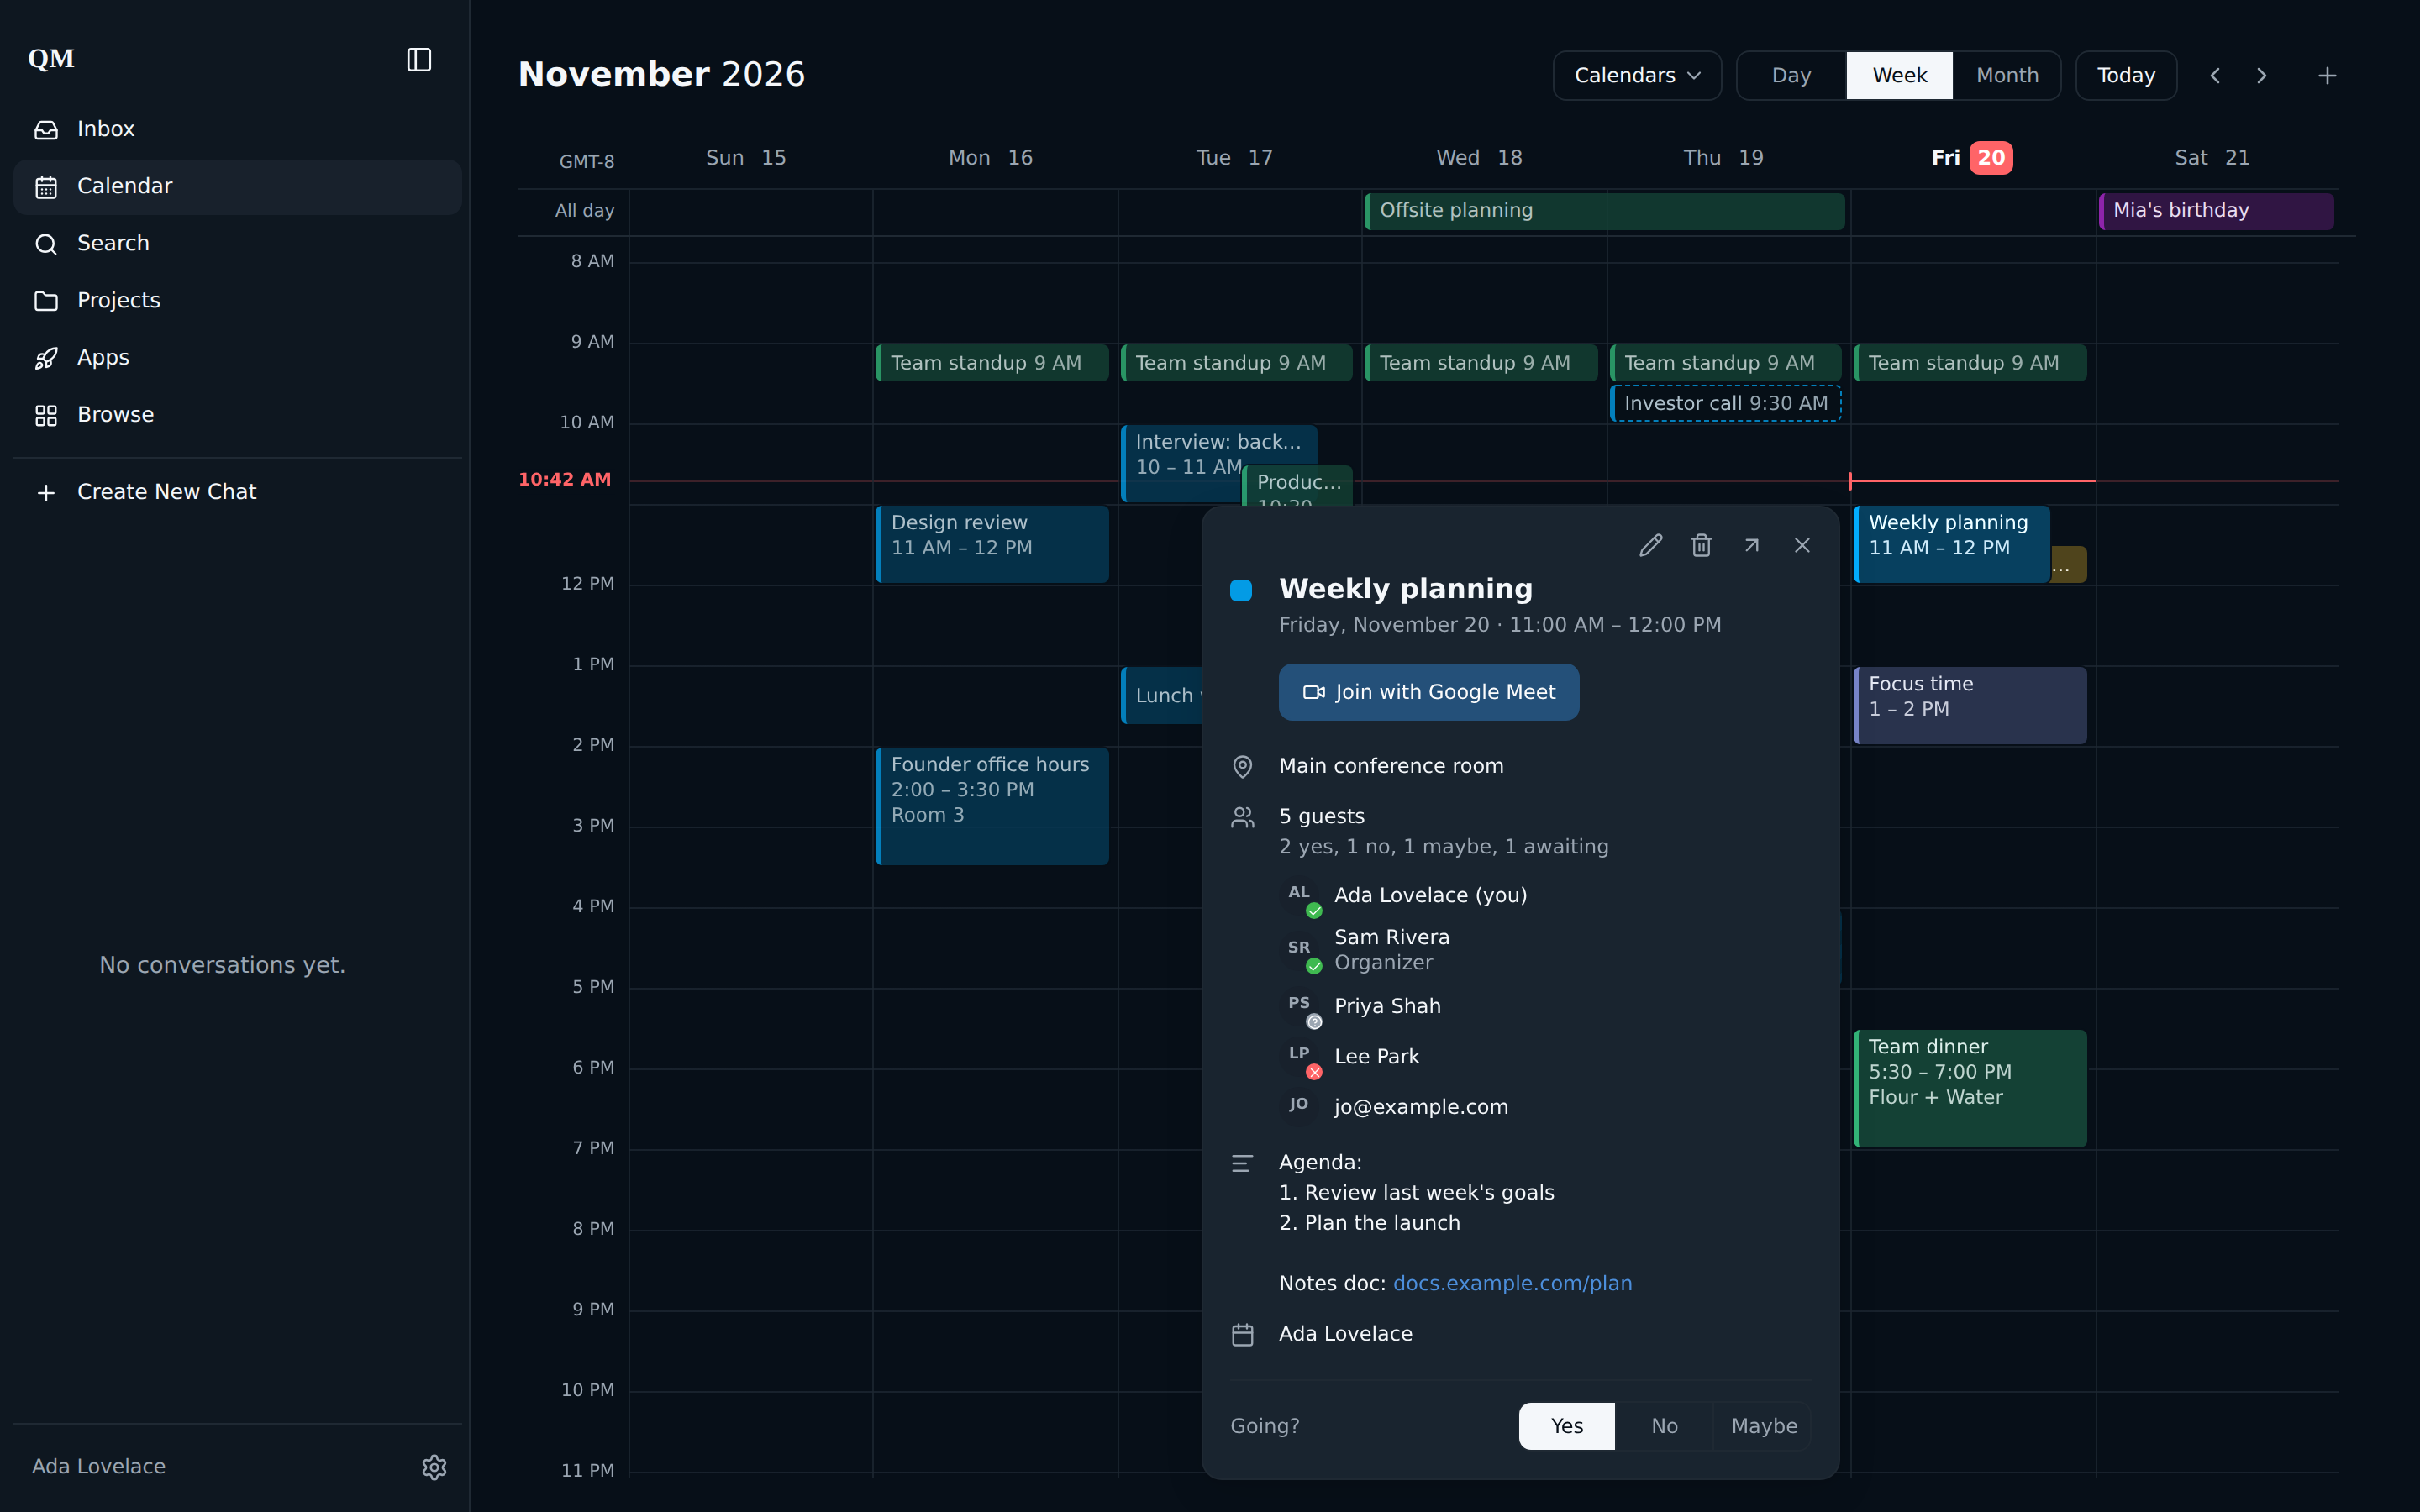 QM
Inbox
Calendar
Search
Projects
Apps
Browse
Create New Chat
No conversations yet.
Ada Lovelace
November 2026
Calendars
Day
Week
Month
Today
GMT-8
Sun 15
Mon 16
Tue 17
Wed 18
Thu 19
Fri 20
Sat 21
All day
Offsite planning
Mia's birthday
8 AM
9 AM
10 AM
10:42 AM
12 PM
1 PM
2 PM
3 PM
4 PM
5 PM
6 PM
7 PM
8 PM
9 PM
10 PM
11 PM
Team standup 9 AM
Design review
11 AM – 12 PM
Founder office hours
2:00 – 3:30 PM
Room 3
Team standup 9 AM
Interview: back…
10 – 11 AM
Produc…
10:30
Lunch
Team standup 9 AM
Team standup 9 AM
Investor call 9:30 AM
Team standup 9 AM
Weekly planning
11 AM – 12 PM
…
Focus time
1 – 2 PM
Team dinner
5:30 – 7:00 PM
Flour + Water
Weekly planning
Friday, November 20 · 11:00 AM – 12:00 PM
Join with Google Meet
Main conference room
5 guests
2 yes, 1 no, 1 maybe, 1 awaiting
AL
Ada Lovelace (you)
SR
Sam Rivera
Organizer
PS
Priya Shah
LP
Lee Park
JO
jo@example.com
Agenda:
1. Review last week's goals
2. Plan the launch
Notes doc: docs.example.com/plan
Ada Lovelace
Going?
Yes
No
Maybe